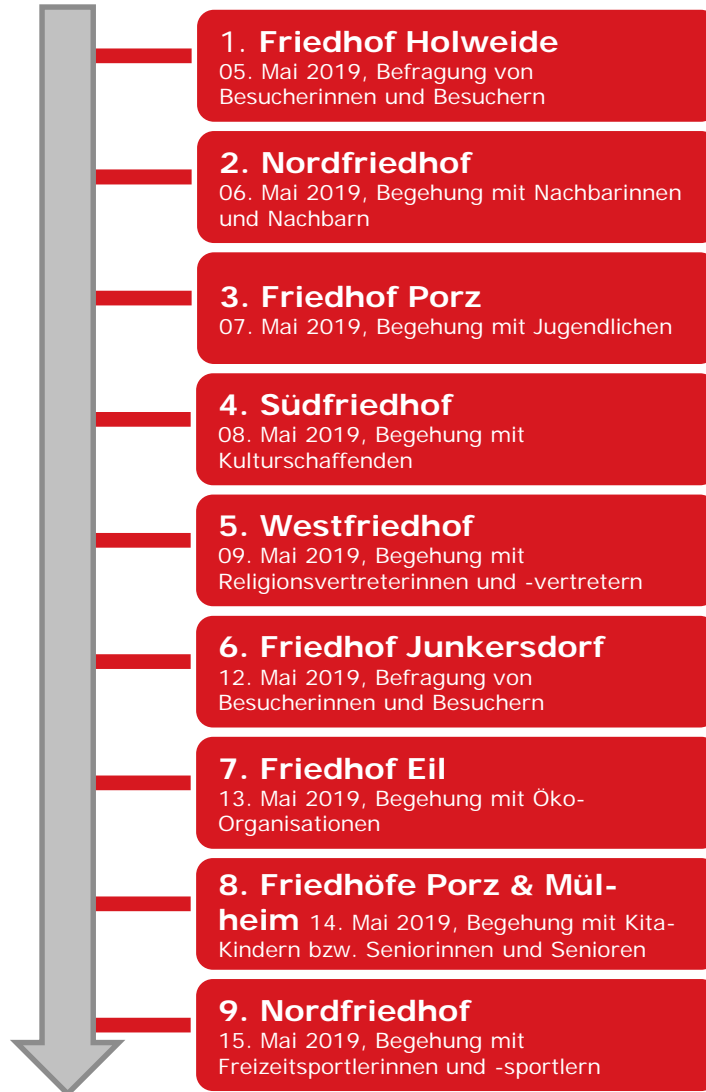 1. Friedhof Holweide
05. Mai 2019, Befragung von
Besucherinnen und Besuchern
2. Nordfriedhof
06. Mai 2019, Begehung mit Nachbarinnen
und Nachbarn
3. Friedhof Porz
07. Mai 2019, Begehung mit Jugendlichen
4. Südfriedhof
08. Mai 2019, Begehung mit
Kulturschaffenden
5. Westfriedhof
09. Mai 2019, Begehung mit
Religionsvertreterinnen und -vertretern
6. Friedhof Junkersdorf
12. Mai 2019, Befragung von
Besucherinnen und Besuchern
7. Friedhof Eil
13. Mai 2019, Begehung mit Öko-
Organisationen
8. Friedhöfe Porz & Mül-
heim 14. Mai 2019, Begehung mit Kita-
Kindern bzw. Seniorinnen und Senioren
9. Nordfriedhof
15. Mai 2019, Begehung mit
Freizeitsportlerinnen und -sportlern